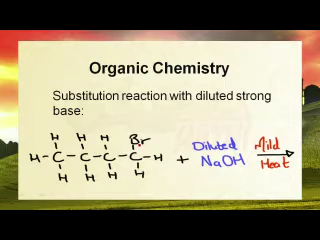 Organic Chemistry
Substitution reaction with diluted strong
base:
H H H Br
H - C - C - C - C - H + Diluted NaOH Mild Heat
H H H H